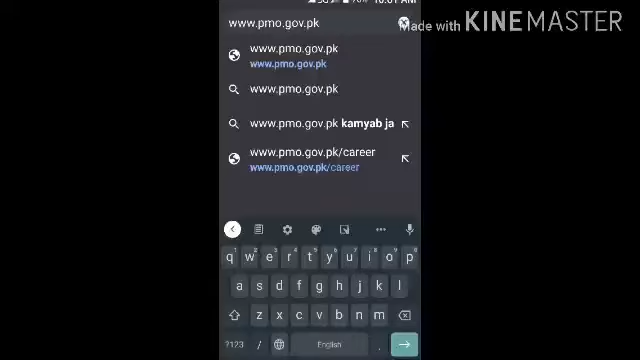 www.pmo.gov.pk
Made with KINEMASTER
www.pmo.gov.pk
www.pmo.gov.pk
www.pmo.gov.pk
www.pmo.gov.pk kamyab ja
www.pmo.gov.pk/career
www.pmo.gov.pk/career
q w e r t y u i o p
a s d f g h j k l
z x c v b n m
?123 / English .